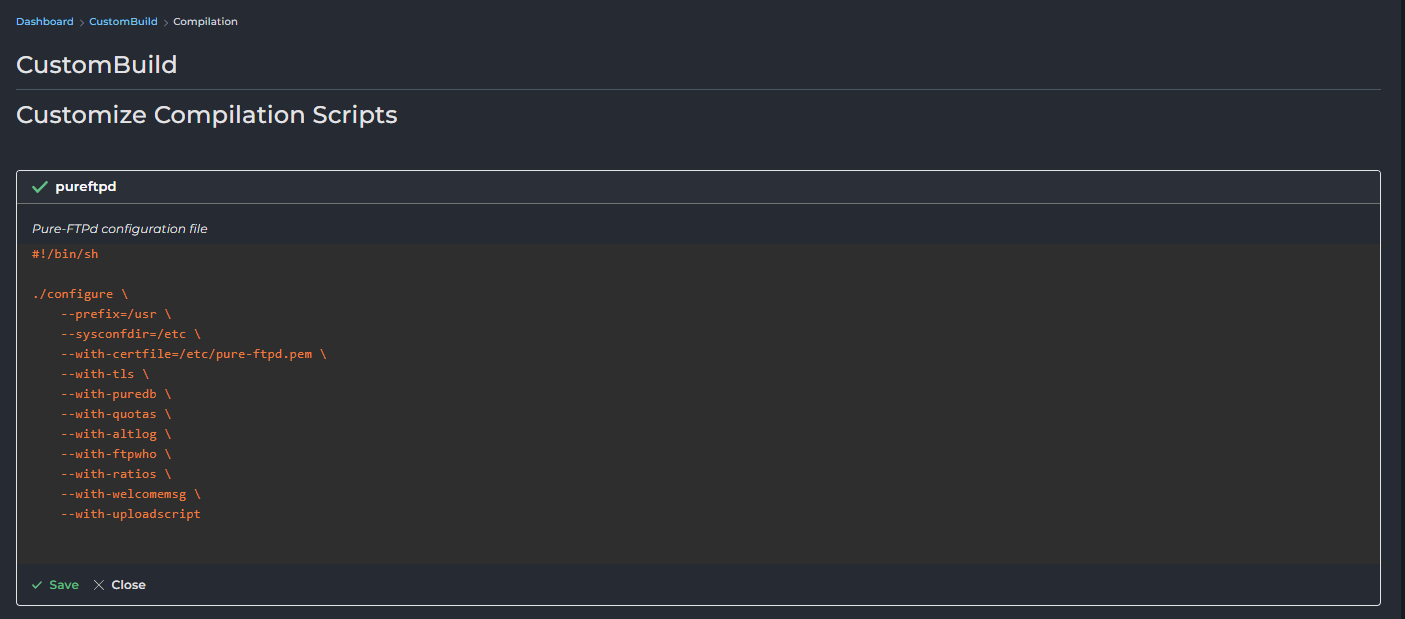 Dashboard > CustomBuild > Compilation
CustomBuild
Customize Compilation Scripts
pureftpd
Pure-FTPd configuration file
#!/bin/sh
./configure \
    --prefix=/usr \
    --sysconfdir=/etc \
    --with-certfile=/etc/pure-ftpd.pem \
    --with-tls \
    --with-puredb \
    --with-quotas \
    --with-altlog \
    --with-ftpwho \
    --with-ratios \
    --with-welcomemsg \
    --with-uploadscript
Save Close